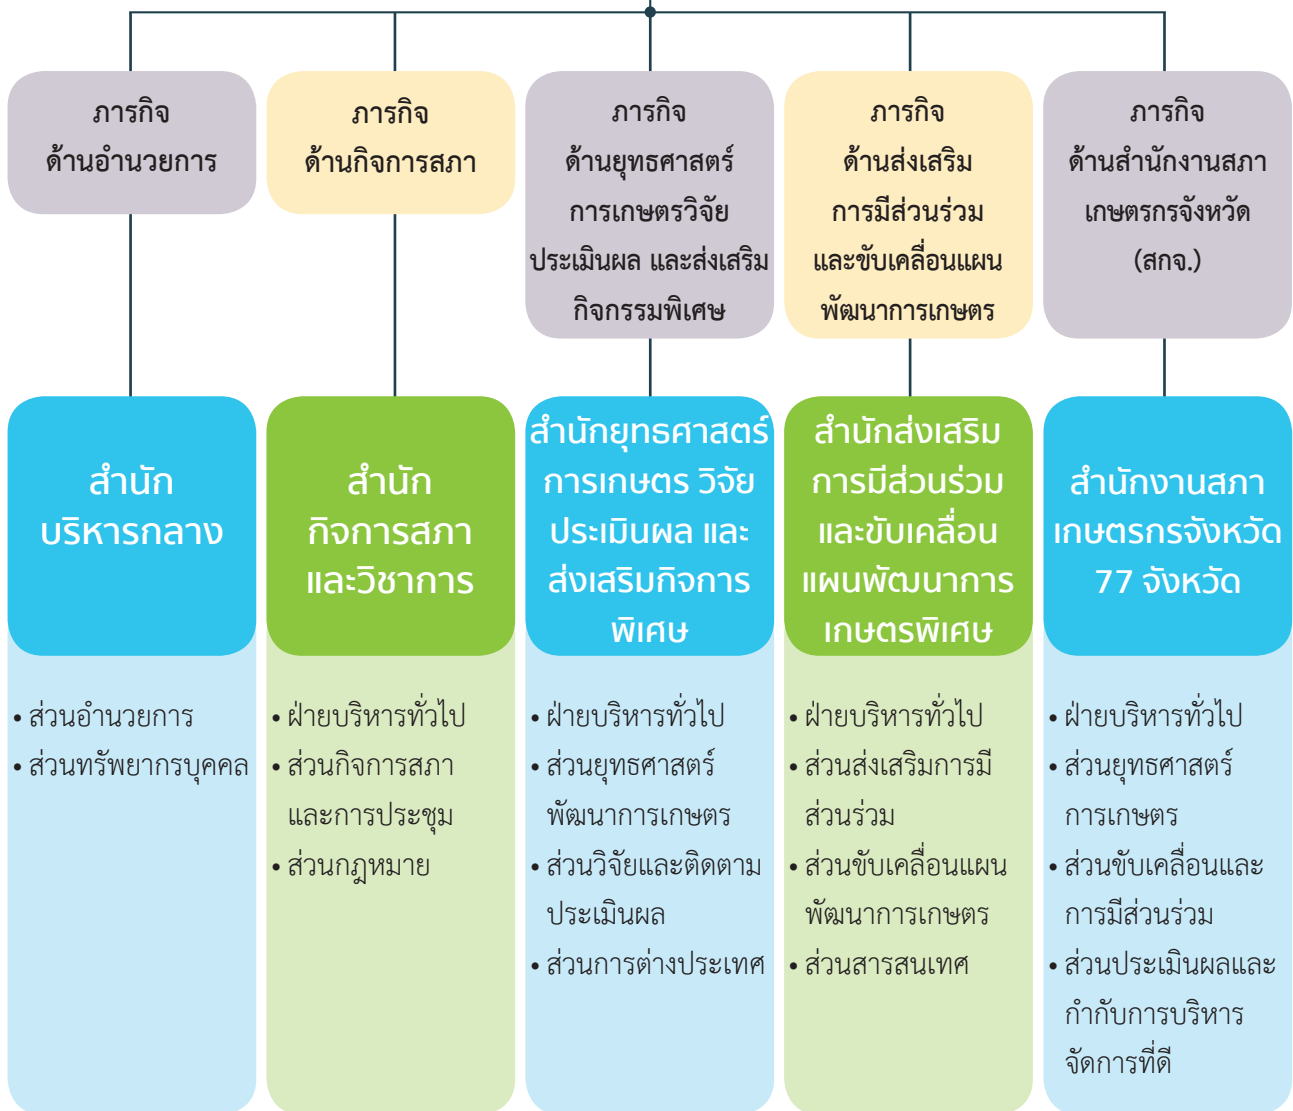 ภารกิจ
ด้านอำนวยการ
ภารกิจ
ด้านกิจการสภา
ภารกิจ
ด้านยุทธศาสตร์
การเกษตรวิจัย
ประเมินผล และส่งเสริม
กิจกรรมพิเศษ
ภารกิจ
ด้านส่งเสริม
การมีส่วนร่วม
และขับเคลื่อนแผน
พัฒนาการเกษตร
ภารกิจ
ด้านสำนักงานสภา
เกษตรกรจังหวัด
(สกจ.)
สำนัก
บริหารกลาง
สำนัก
กิจการสภา
และวิชาการ
สำนักยุทธศาสตร์
การเกษตร วิจัย
ประเมินผล และ
ส่งเสริมกิจการ
พิเศษ
สำนักส่งเสริม
การมีส่วนร่วม
และขับเคลื่อน
แผนพัฒนาการ
เกษตรพิเศษ
สำนักงานสภา
เกษตรกรจังหวัด
77 จังหวัด
• ส่วนอำนวยการ
• ส่วนทรัพยากรบุคคล
• ฝ่ายบริหารทั่วไป
• ส่วนกิจการสภา
และการประชุม
• ส่วนกฎหมาย
• ฝ่ายบริหารทั่วไป
• ส่วนยุทธศาสตร์
พัฒนาการเกษตร
• ส่วนวิจัยและติดตาม
ประเมินผล
• ส่วนการต่างประเทศ
• ฝ่ายบริหารทั่วไป
• ส่วนส่งเสริมการมี
ส่วนร่วม
• ส่วนขับเคลื่อนแผน
พัฒนาการเกษตร
• ส่วนสารสนเทศ
• ฝ่ายบริหารทั่วไป
• ส่วนยุทธศาสตร์
การเกษตร
• ส่วนขับเคลื่อนและ
การมีส่วนร่วม
• ส่วนประเมินผลและ
กำกับการบริหาร
จัดการที่ดี